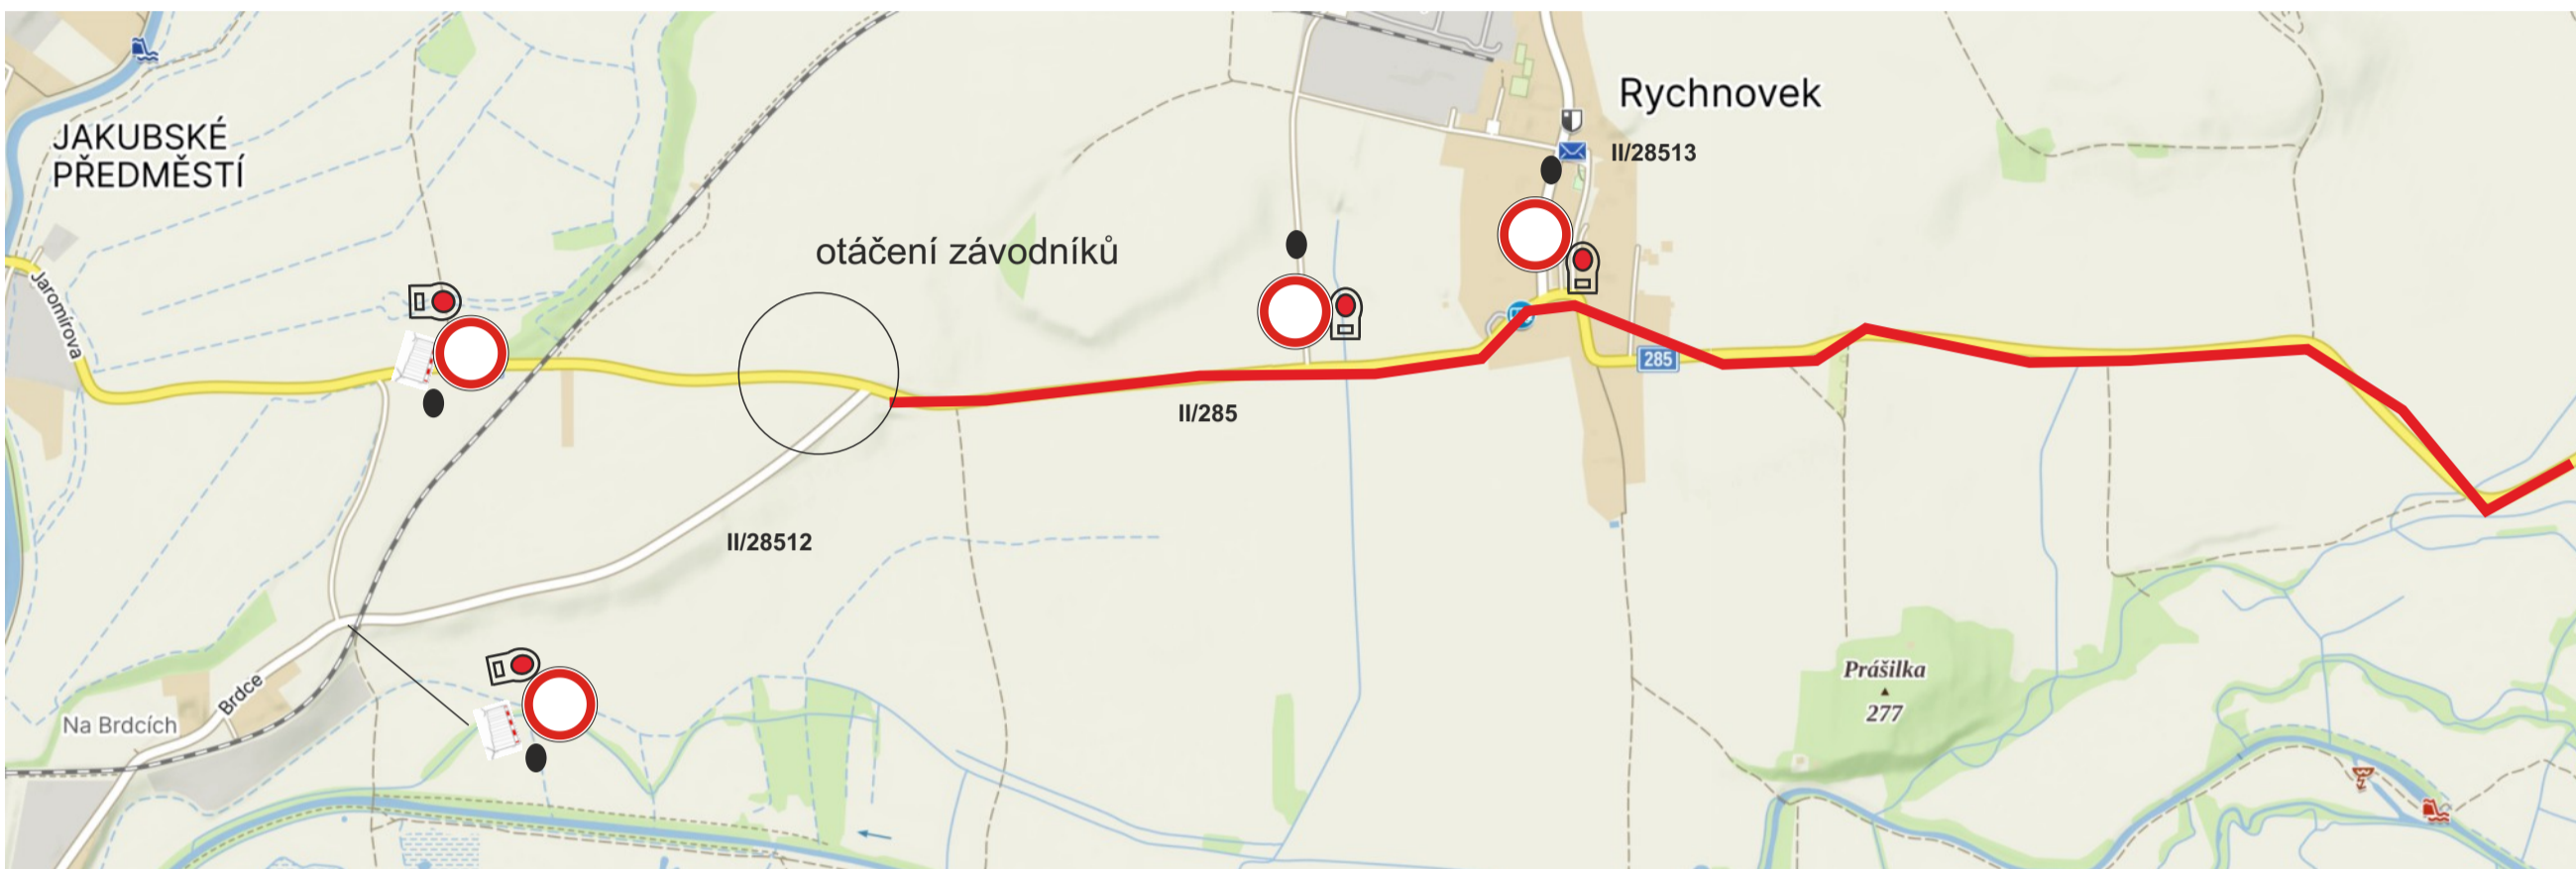 Rychnovek
JAKUBSKÉ
PŘEDMĚSTÍ
II/28513
otáčení závodníků
Jaromírova
285
II/285
II/28512
Prášilka
277
Brdce
Na Brdcích